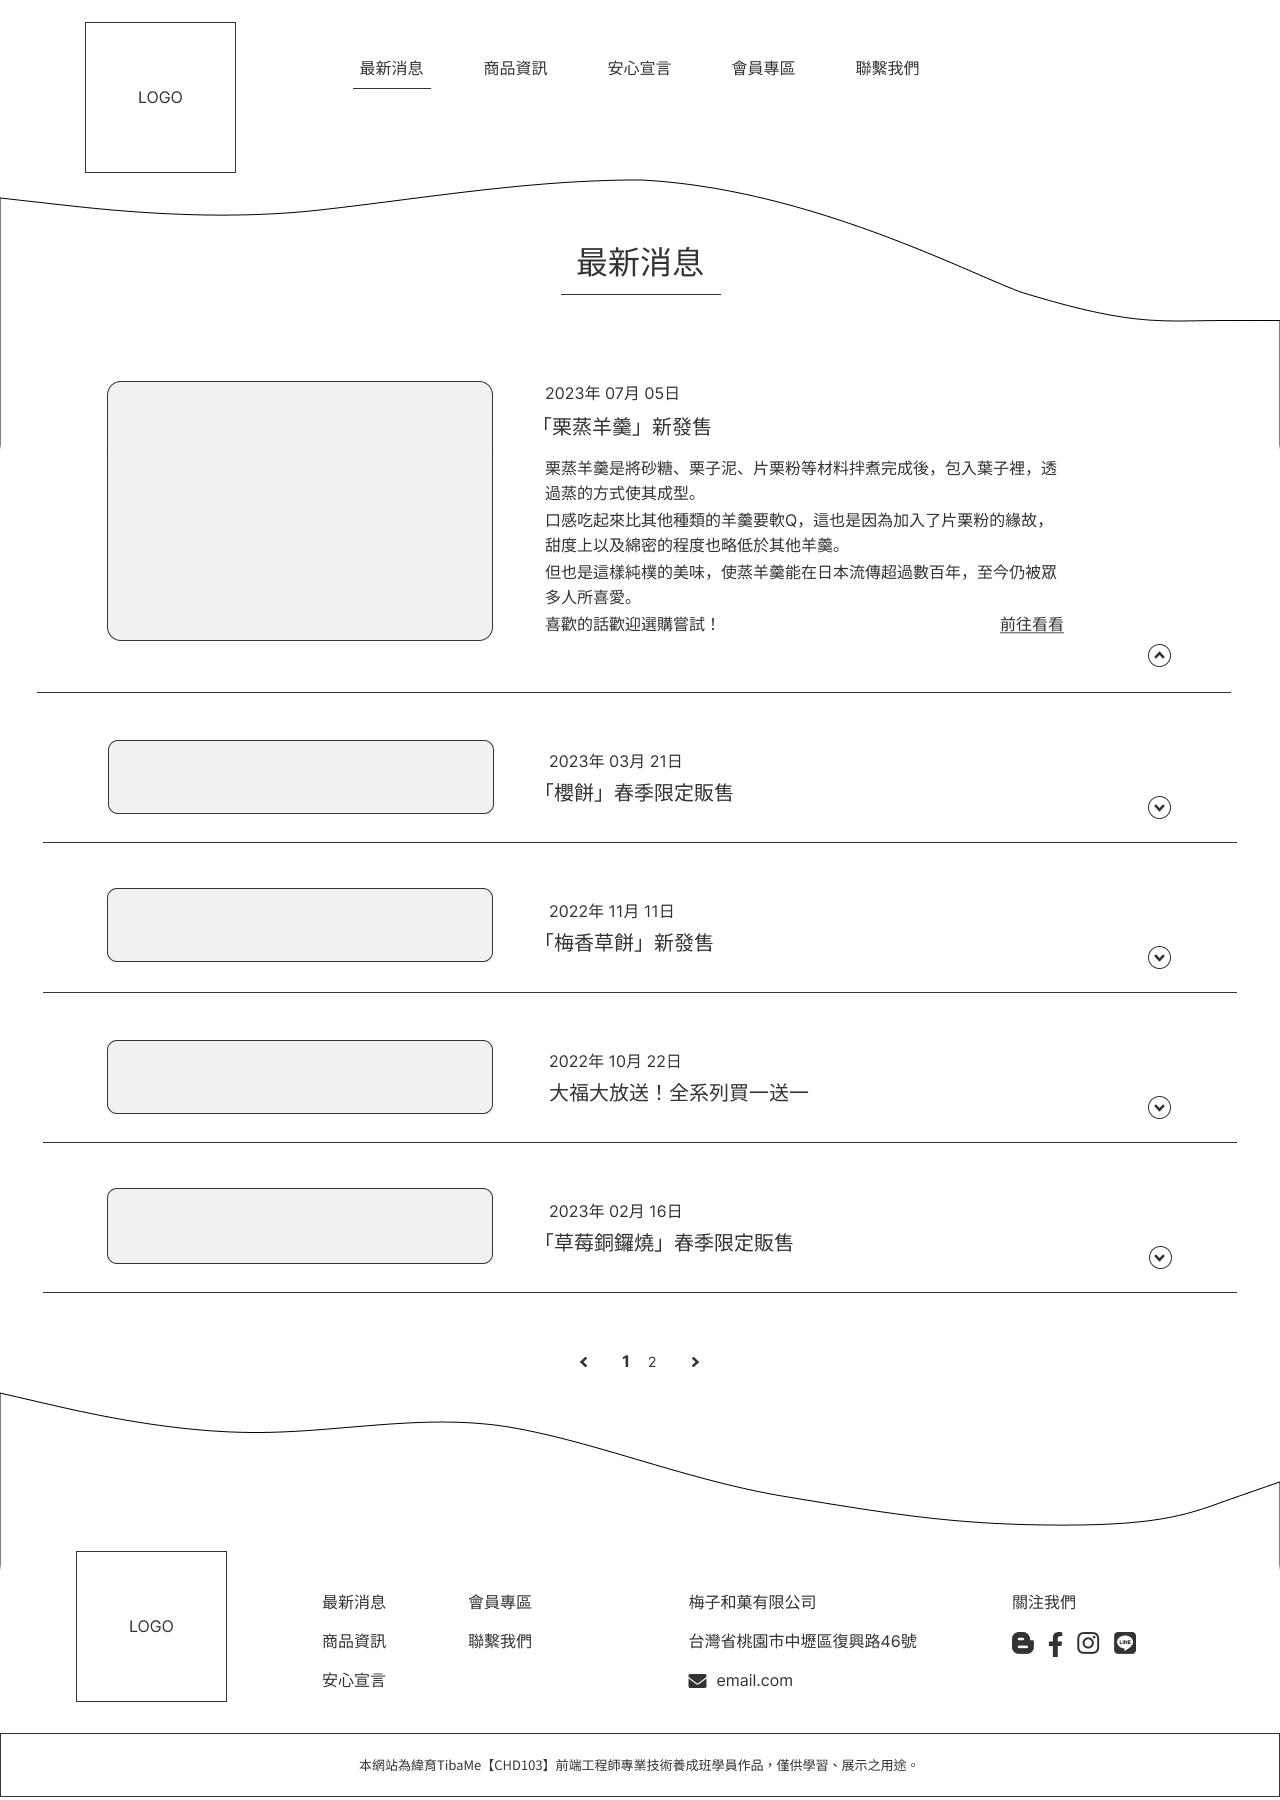 LOGO
最新消息
商品資訊
安心宣言
會員專區
聯繫我們
最新消息
2023年 07月 05日
「栗蒸羊羹」新發售
栗蒸羊羹是將砂糖、栗子泥、片栗粉等材料拌煮完成後，包入葉子裡，透
過蒸的方式使其成型。
口感吃起來比其他種類的羊羹要軟Q，這也是因為加入了片栗粉的緣故，
甜度上以及綿密的程度也略低於其他羊羹。
但也是這樣純樸的美味，使蒸羊羹能在日本流傳超過數百年，至今仍被眾
多人所喜愛。
喜歡的話歡迎選購嘗試！
前往看看
2023年 03月 21日
「櫻餅」春季限定販售
2022年 11月 11日
「梅香草餅」新發售
2022年 10月 22日
大福大放送！全系列買一送一
2023年 02月 16日
「草莓銅鑼燒」春季限定販售
1 2
LOGO
最新消息
商品資訊
安心宣言
會員專區
聯繫我們
梅子和菓有限公司
台灣省桃園市中壢區復興路46號
email.com
關注我們
LINE
本網站為緯育TibaMe【CHD103】前端工程師專業技術養成班學員作品，僅供學習、展示之用途。